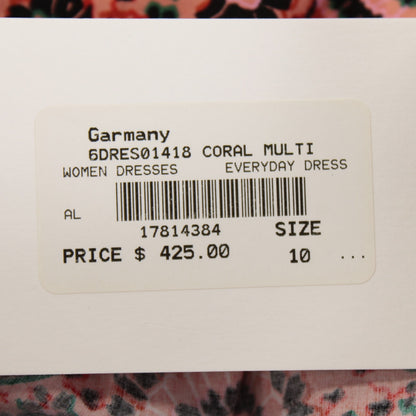 Garmany
6DRES01418 CORAL MULTI
WOMEN DRESSES EVERYDAY DRESS
AL
17814384 SIZE
PRICE $ 425.00 10 ...